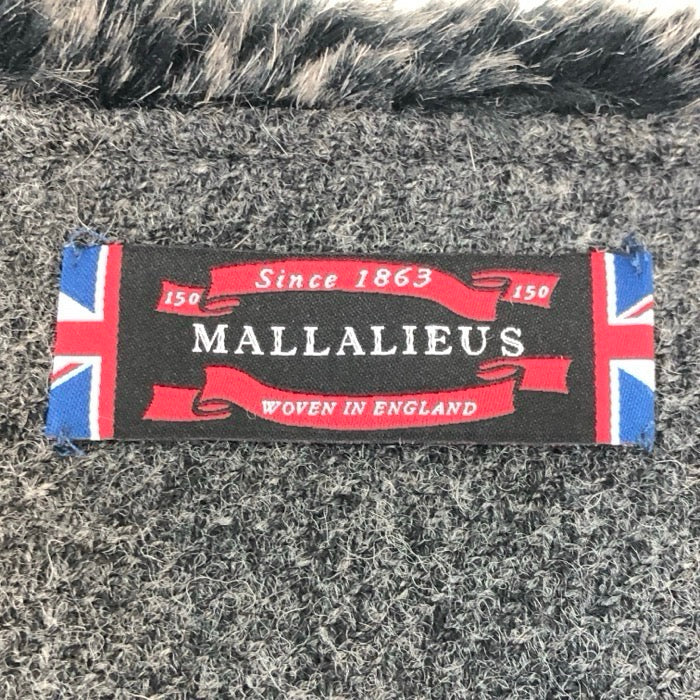 Since 1863
150 150
MALLALIEUS
WOVEN IN ENGLAND